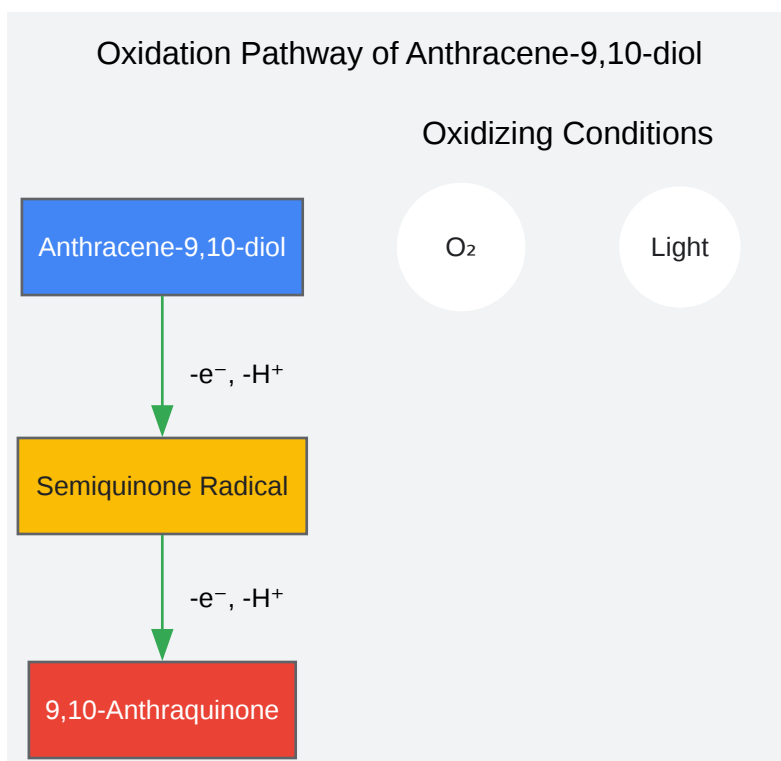 Oxidation Pathway of Anthracene-9,10-diol
Oxidizing Conditions
Anthracene-9,10-diol
O₂
Light
-e⁻, -H⁺
Semiquinone Radical
-e⁻, -H⁺
9,10-Anthraquinone